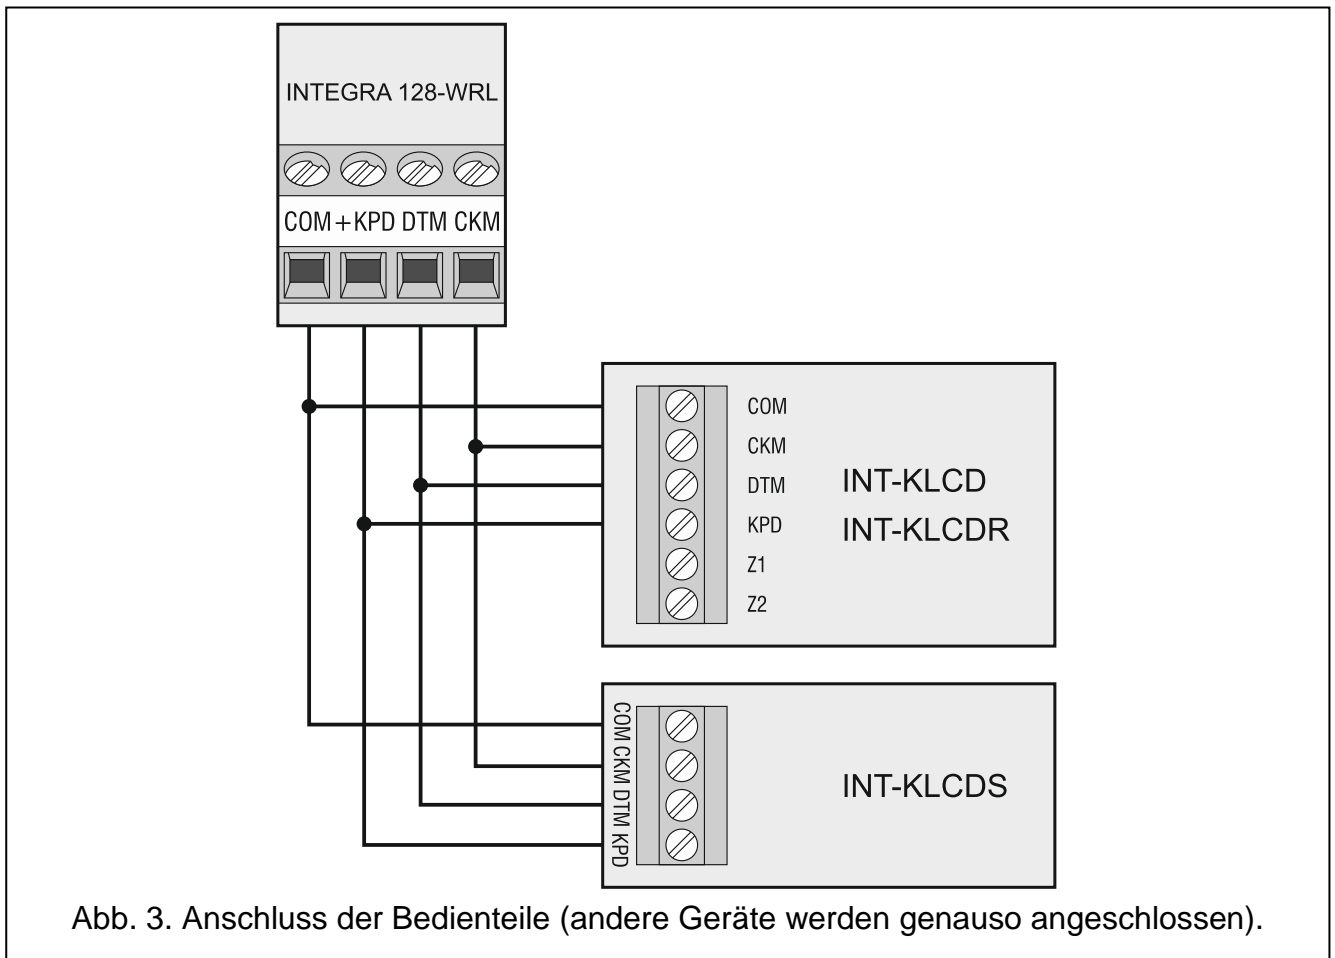 INTEGRA 128-WRL
COM +KPD DTM CKM
COM
CKM
DTM
KPD
Z1
Z2
INT-KLCD
INT-KLCDR
COM CKM DTM KPD
INT-KLCDS
Abb. 3. Anschluss der Bedienteile (andere Geräte werden genauso angeschlossen).